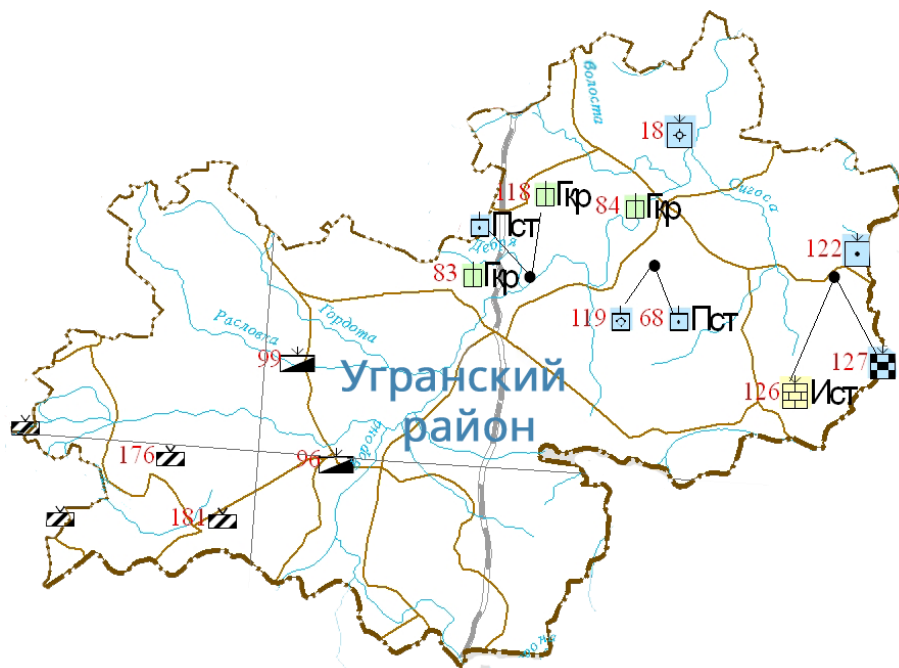 Волоста
18
118 Гкр
84 Гкр
Сигоса
Пст
Дебря
122
83 Гкр
Гордота
119
68 Пст
Расловка
99
127
Угранский
район
126 Ист
176
96
181